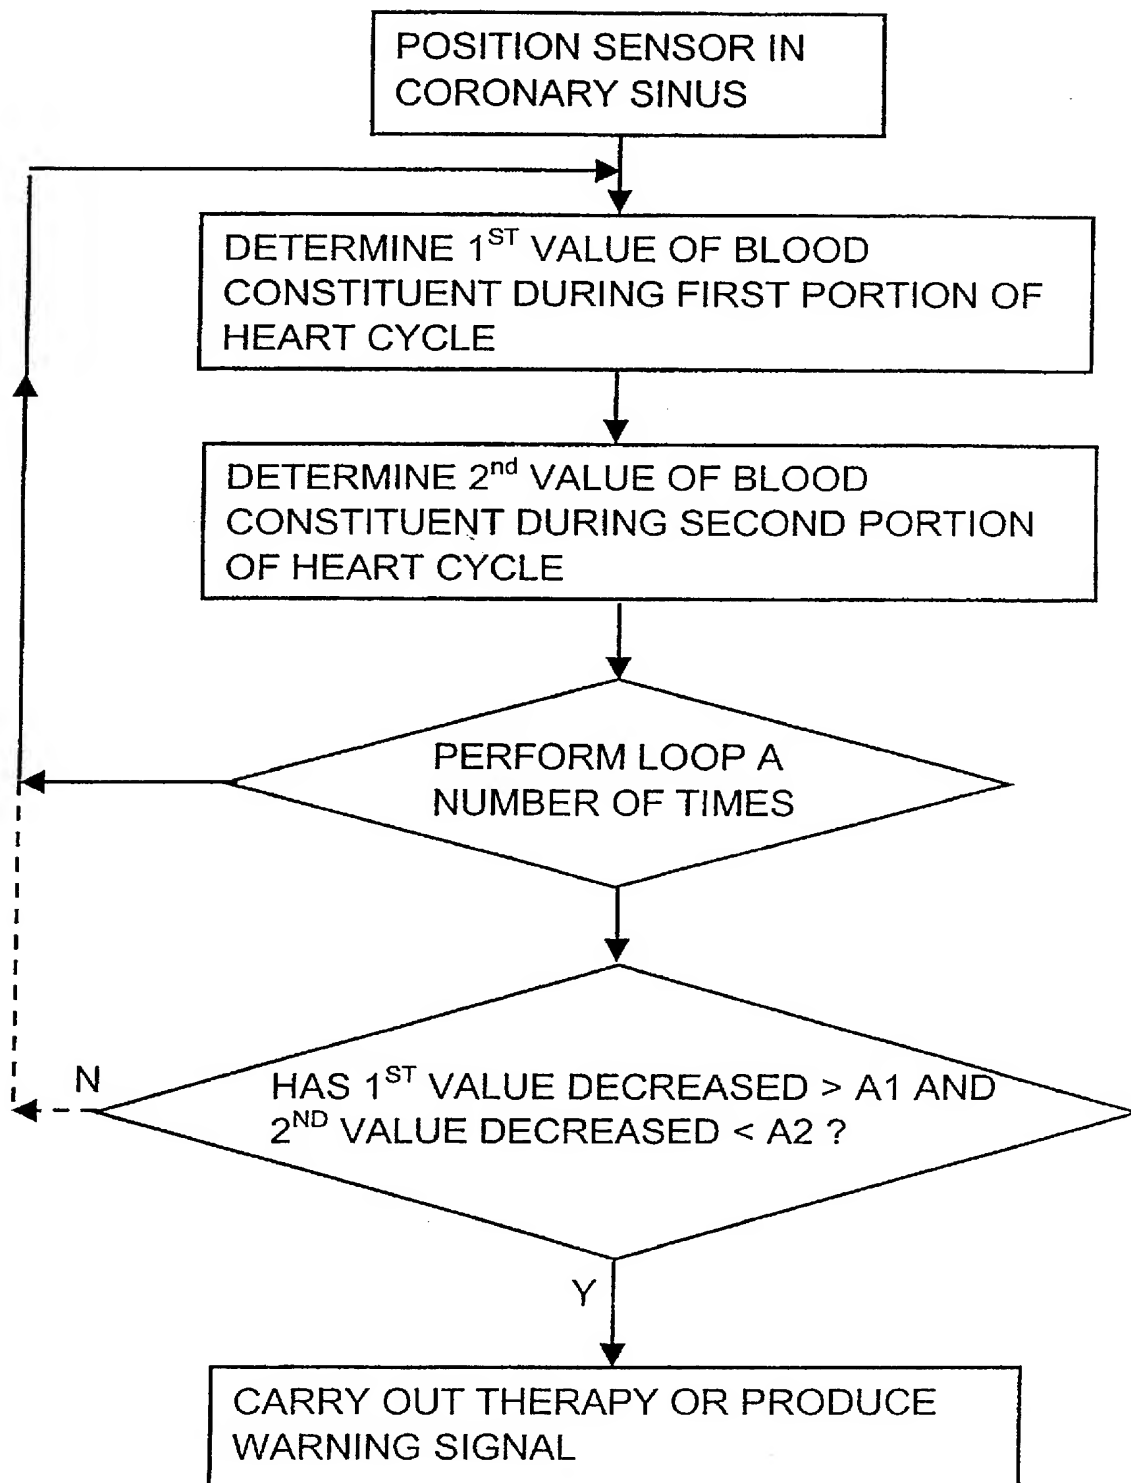 POSITION SENSOR IN
CORONARY SINUS
DETERMINE 1ST VALUE OF BLOOD
CONSTITUENT DURING FIRST PORTION OF
HEART CYCLE
DETERMINE 2nd VALUE OF BLOOD
CONSTITUENT DURING SECOND PORTION
OF HEART CYCLE
PERFORM LOOP A
NUMBER OF TIMES
N
HAS 1ST VALUE DECREASED > A1 AND
2ND VALUE DECREASED < A2 ?
Y
CARRY OUT THERAPY OR PRODUCE
WARNING SIGNAL